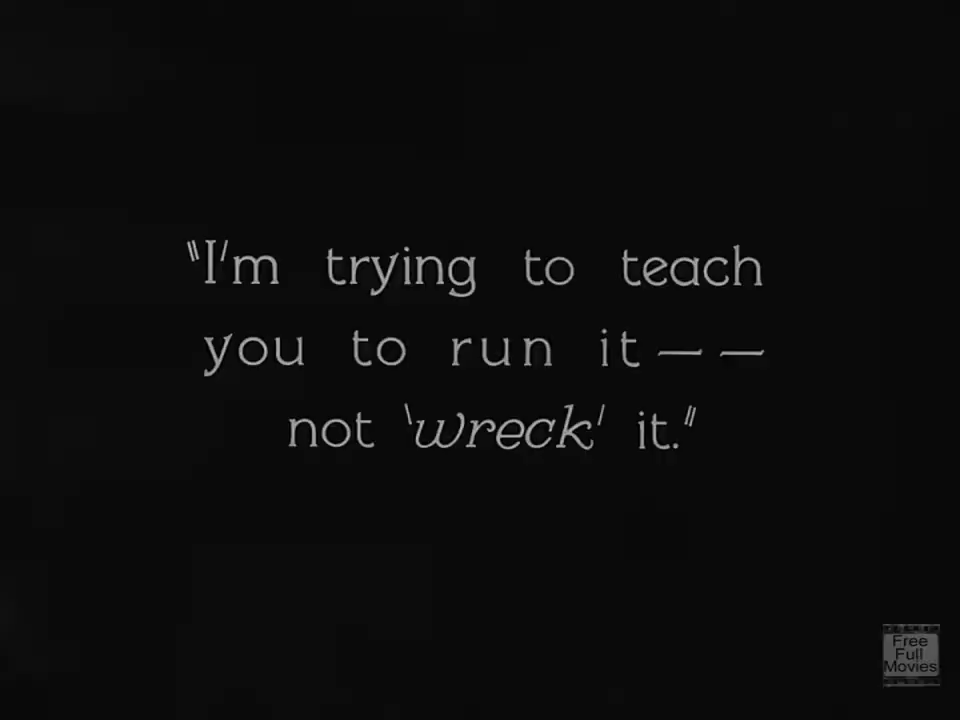 "I'm trying to teach
you to run it — —
not 'wreck' it."
Free
Full
Movies